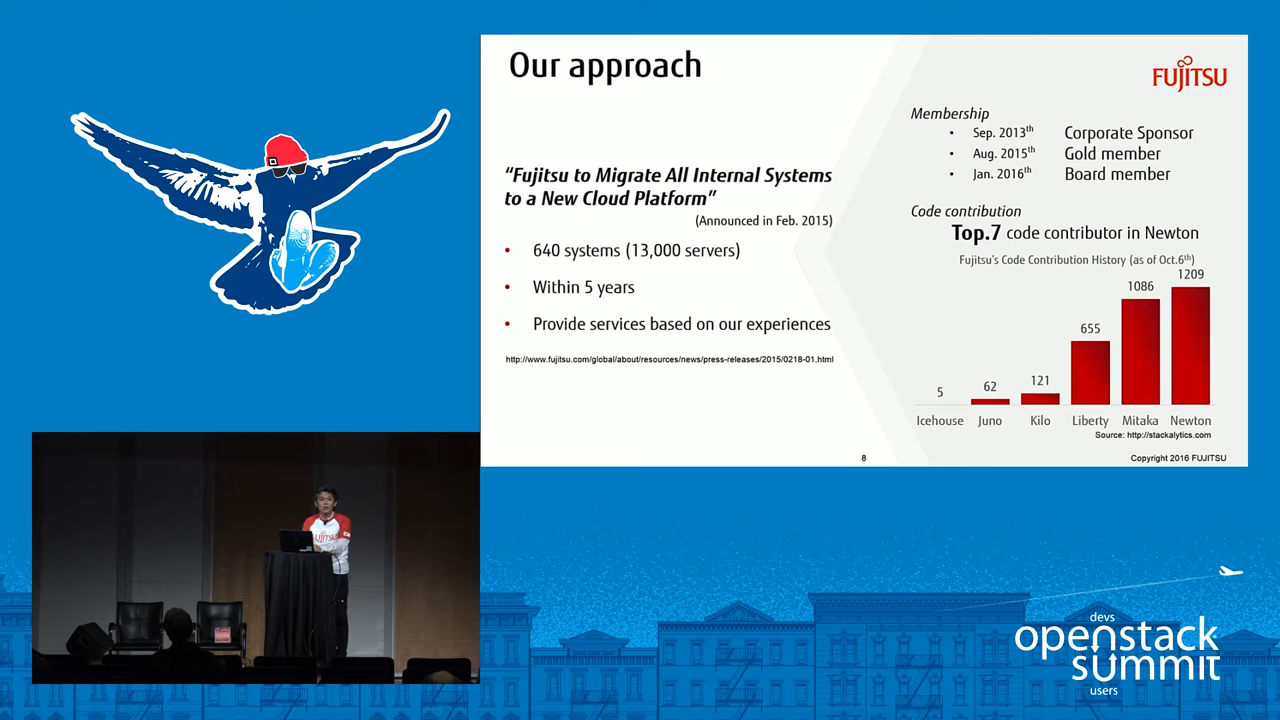 Our approach
FUJITSU
"Fujitsu to Migrate All Internal Systems
to a New Cloud Platform"
(Announced in Feb. 2015)
• 640 systems (13,000 servers)
• Within 5 years
• Provide services based on our experiences
http://www.fujitsu.com/global/about/resources/news/press-releases/2015/0218-01.html
Membership
• Sep. 2013th Corporate Sponsor
• Aug. 2015th Gold member
• Jan. 2016th Board member
Code contribution
Top.7 code contributor in Newton
Fujitsu's Code Contribution History (as of Oct.6th)
5 62 121 655 1086 1209
Icehouse Juno Kilo Liberty Mitaka Newton
Source: http://stackalytics.com
8
Copyright 2016 FUJITSU
FUJITSU
devs
openstack
summit
users